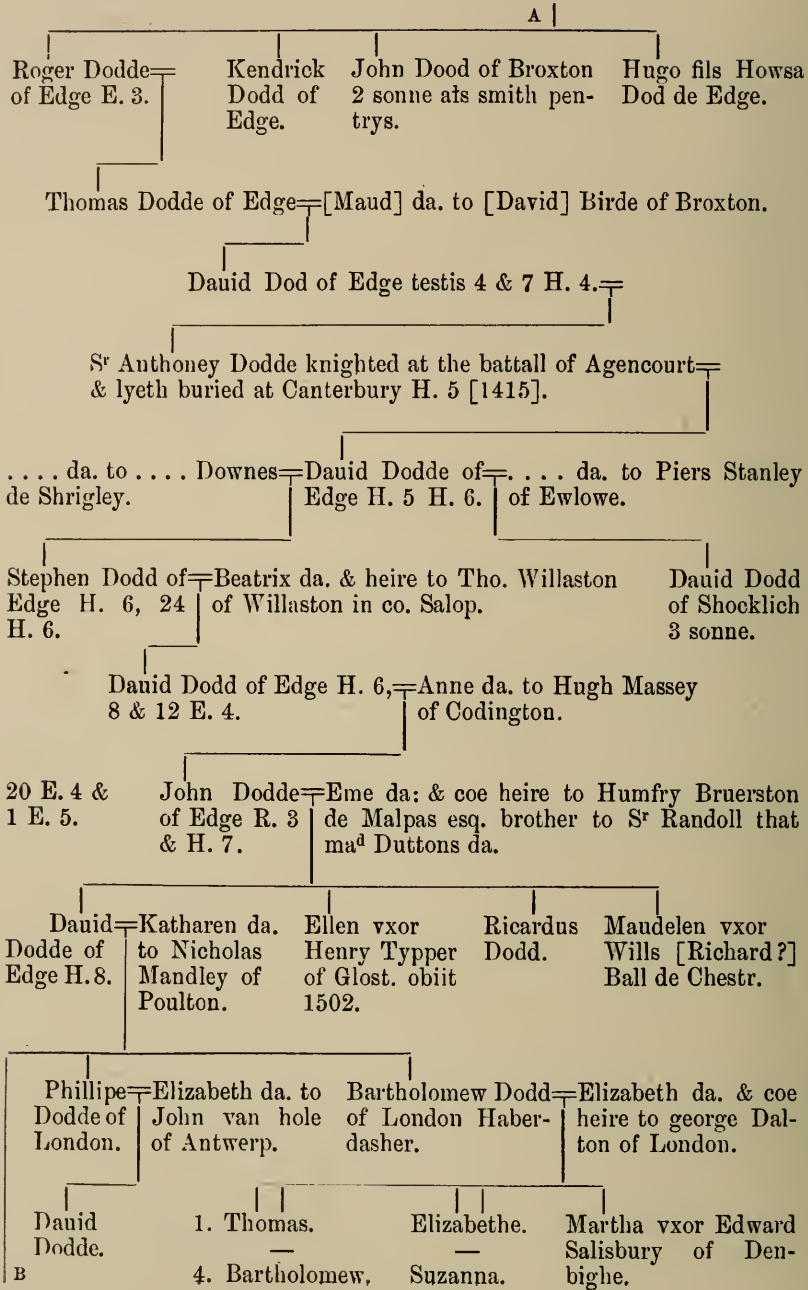 A
Roger Dodde
of Edge E. 3.
Kendrick
Dodd of
Edge.
John Dood of Broxton
2 sonne ats smith pen-
trys.
Hugo fils Howsa
Dod de Edge.
Thomas Dodde of Edge=[Maud] da. to [David] Birde of Broxton.
Dauid Dod of Edge testis 4 & 7 H. 4.=
Sʳ Anthoney Dodde knighted at the battall of Agencourt=
& lyeth buried at Canterbury H. 5 [1415].
. . . . da. to . . . . Downes=
de Shrigley.
Dauid Dodde of=
Edge H. 5 H. 6.
. . . . da. to Piers Stanley
of Ewlowe.
Stephen Dodd of=
Edge H. 6, 24
H. 6.
Beatrix da. & heire to Tho. Willaston
of Willaston in co. Salop.
Dauid Dodd
of Shocklich
3 sonne.
Dauid Dodd of Edge H. 6,=
8 & 12 E. 4.
Anne da. to Hugh Massey
of Codington.
20 E. 4 &
1 E. 5.
John Dodde=
of Edge R. 3
& H. 7.
Eme da: & coe heire to Humfry Bruerston
de Malpas esq. brother to Sʳ Randoll that
maᵈ Duttons da.
Dauid=
Dodde of
Edge H. 8.
Katharen da.
to Nicholas
Mandley of
Poulton.
Ellen vxor
Henry Typper
of Glost. obiit
1502.
Ricardus
Dodd.
Maudelen vxor
Wills [Richard?]
Ball de Chestr.
Phillipe=
Dodde of
London.
Elizabeth da. to
John van hole
of Antwerp.
Bartholomew Dodd=
of London Haber-
dasher.
Elizabeth da. & coe
heire to george Dal-
ton of London.
Dauid
Dodde.
1. Thomas.
—
4. Bartholomew,
Elizabethe.
—
Suzanna.
Martha vxor Edward
Salisbury of Den-
bighe,
B